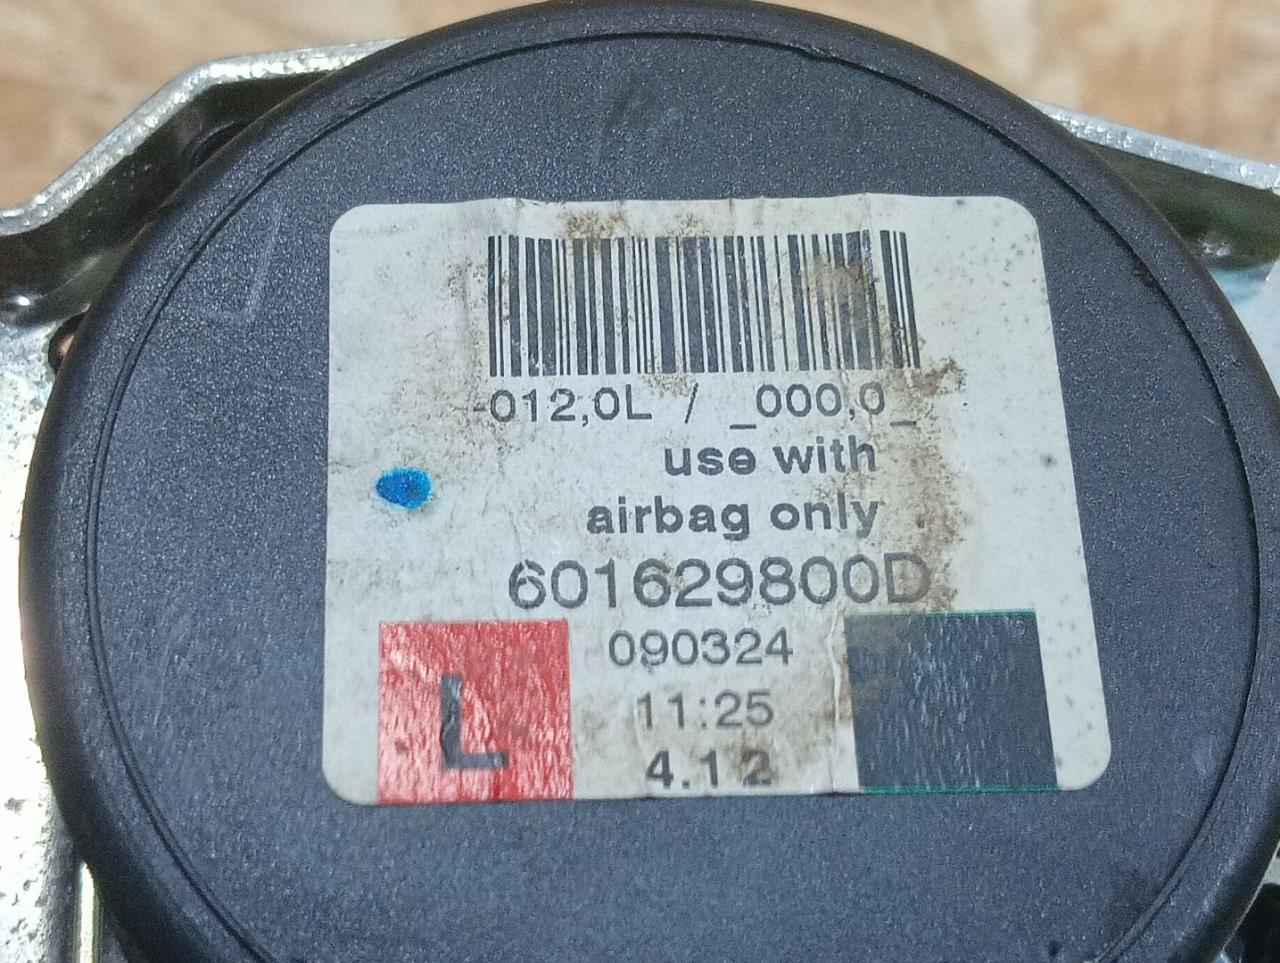 -012,0L / _000,0_
use with
airbag only
601629800D
090324
11:25
L
4.12